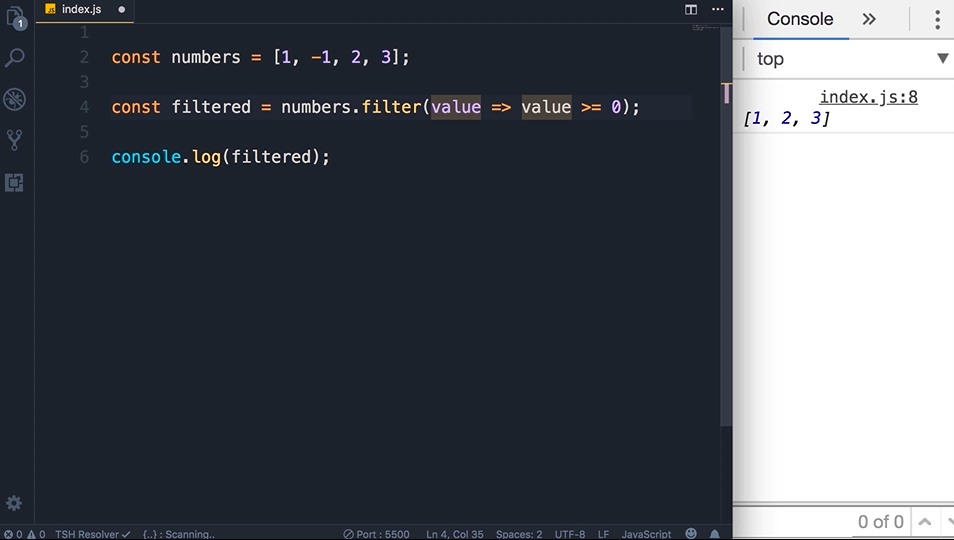 1
index.js
Console
top
1
2 const numbers = [1, -1, 2, 3];
3
4 const filtered = numbers.filter(value => value >= 0);
5
6 console.log(filtered);
index.js:8
[1, 2, 3]
0 of 0
0 0 TSH Resolver {..} : Scanning.. Port : 5500 Ln 4, Col 35 Spaces: 2 UTF-8 LF JavaScript